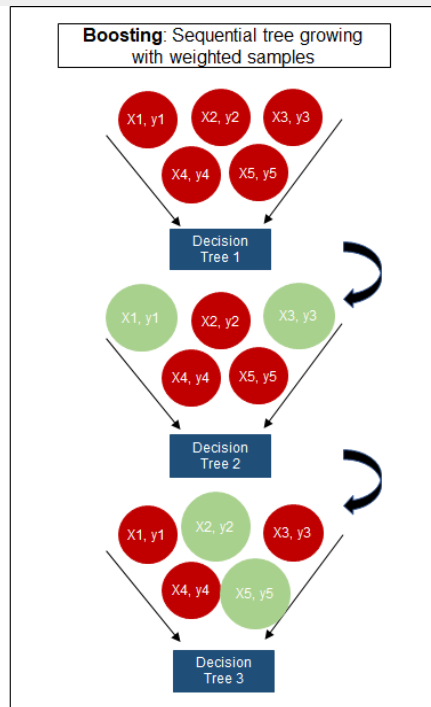 Boosting: Sequential tree growing
with weighted samples
X1, y1
X2, y2
X3, y3
X4, y4
X5, y5
Decision
Tree 1
X1, y1
X2, y2
X3, y3
X4, y4
X5, y5
Decision
Tree 2
X1, y1
X2, y2
X3, y3
X4, y4
X5, y5
Decision
Tree 3